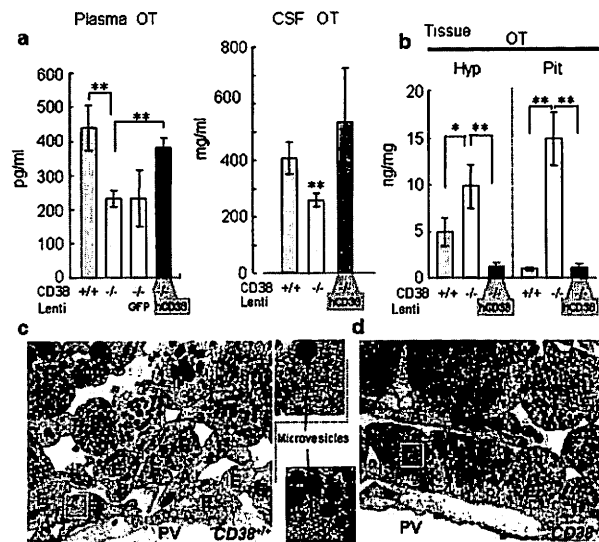 a
Plasma OT
CSF OT
b
Tissue
OT
Hyp
Pit
600
500
400
300
200
100
0
pg/ml
**
**
800
600
400
200
0
mg/ml
**
20
15
10
5
0
ng/mg
*
**
**
**
CD38 +/+ -/- -/- -/-
Lenti GFP hCD38
CD38 +/+ -/- -/-
Lenti hCD38
CD38 +/+ -/- -/- +/+ -/- -/-
Lenti hCD38 hCD38
c
d
Microvesicles
PV
PV
CD38+/+
PV